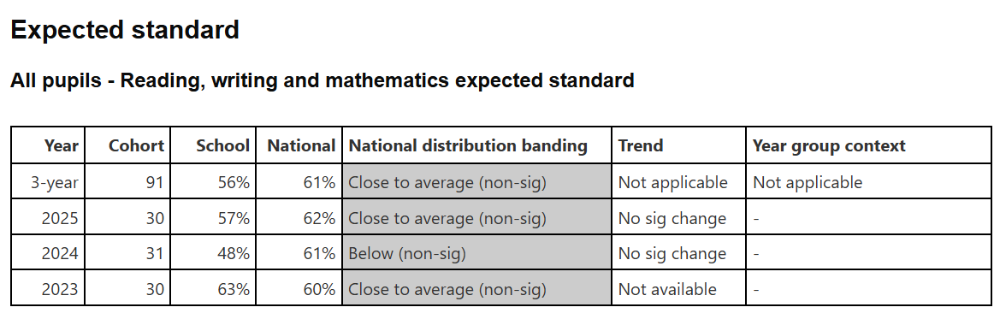 Expected standard
All pupils - Reading, writing and mathematics expected standard
Year Cohort School National National distribution banding Trend Year group context
3-year 91 56% 61% Close to average (non-sig) Not applicable Not applicable
2025 30 57% 62% Close to average (non-sig) No sig change -
2024 31 48% 61% Below (non-sig) No sig change -
2023 30 63% 60% Close to average (non-sig) Not available -